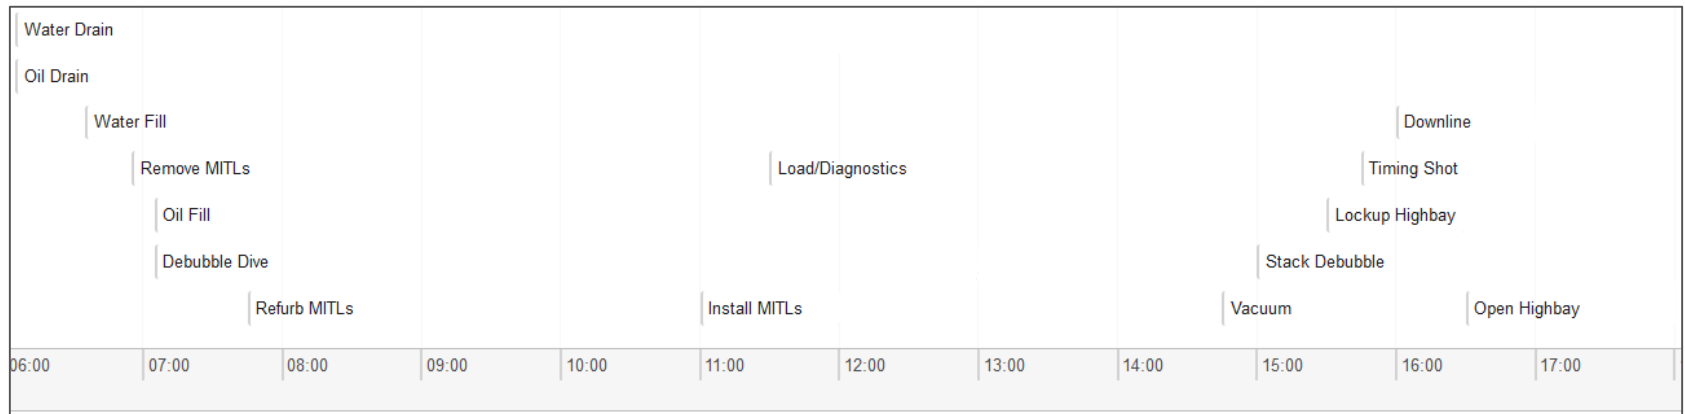 Water Drain
Oil Drain
Water Fill Downline
Remove MITLs Load/Diagnostics Timing Shot
Oil Fill Lockup Highbay
Debubble Dive Stack Debubble
Refurb MITLs Install MITLs Vacuum Open Highbay
06:00 07:00 08:00 09:00 10:00 11:00 12:00 13:00 14:00 15:00 16:00 17:00